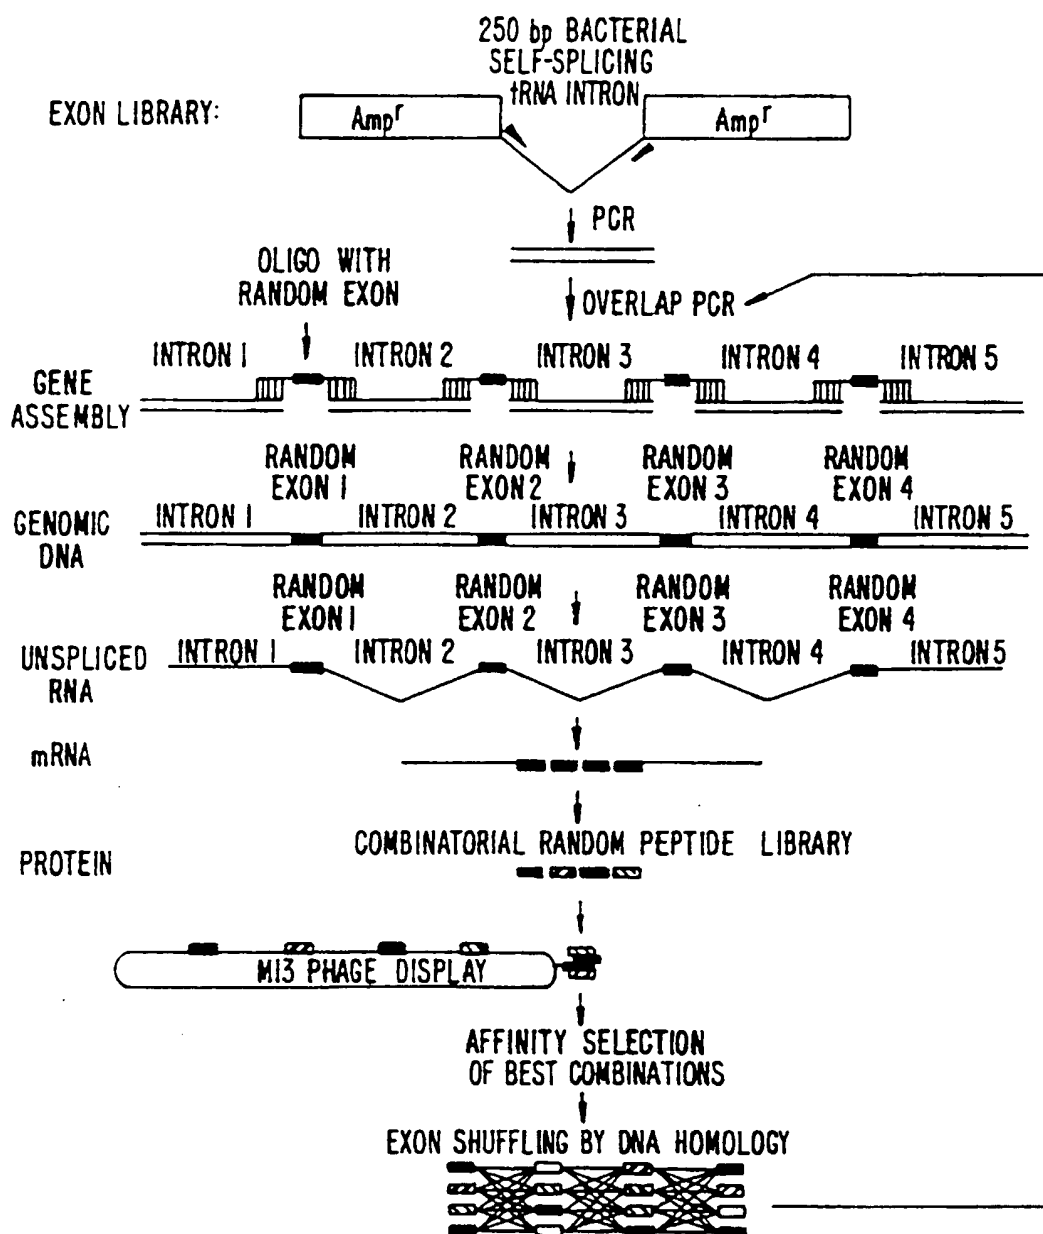 250 bp BACTERIAL
SELF-SPLICING
tRNA INTRON
EXON LIBRARY:
Ampʳ
Ampʳ
PCR
OLIGO WITH
RANDOM EXON
OVERLAP PCR
INTRON 1 INTRON 2 INTRON 3 INTRON 4 INTRON 5
GENE
ASSEMBLY
RANDOM RANDOM RANDOM RANDOM
EXON 1 EXON 2 EXON 3 EXON 4
INTRON 1 INTRON 2 INTRON 3 INTRON 4 INTRON 5
GENOMIC
DNA
RANDOM RANDOM RANDOM RANDOM
EXON 1 EXON 2 EXON 3 EXON 4
INTRON 1 INTRON 2 INTRON 3 INTRON 4 INTRON 5
UNSPLICED
RNA
mRNA
COMBINATORIAL RANDOM PEPTIDE LIBRARY
PROTEIN
M13 PHAGE DISPLAY
AFFINITY SELECTION
OF BEST COMBINATIONS
EXON SHUFFLING BY DNA HOMOLOGY